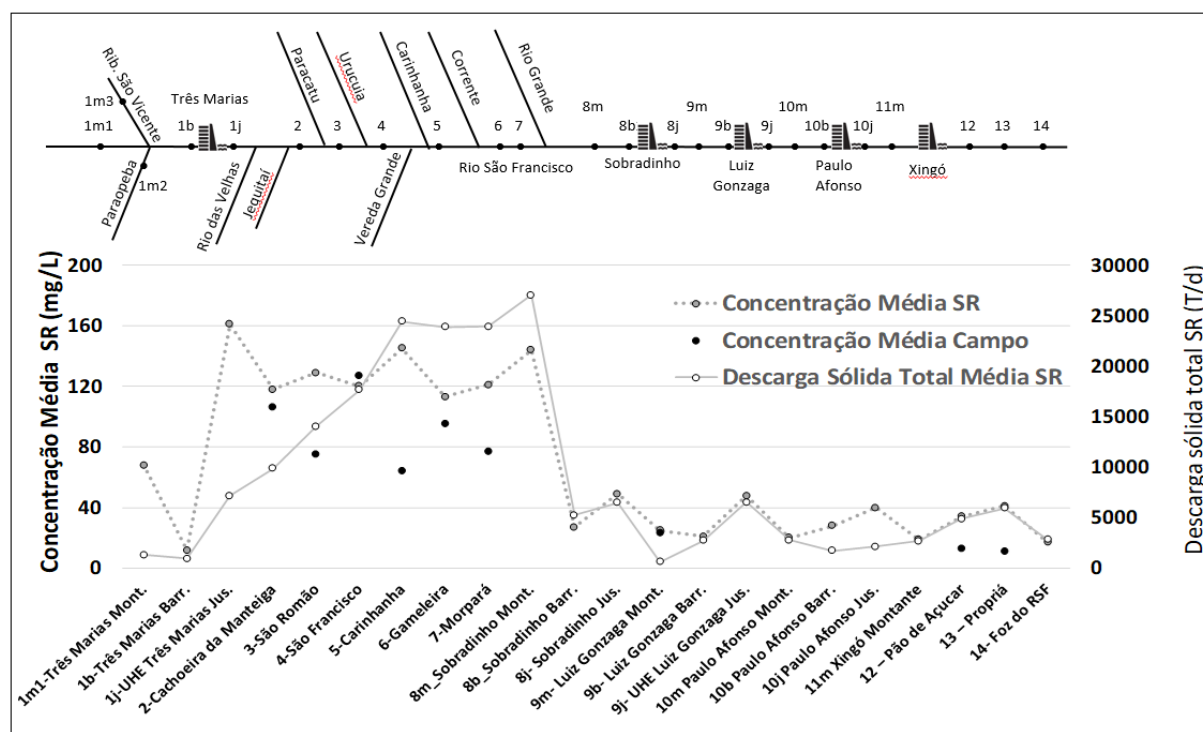 Rib. São Vicente
Três Marias
Paracatu
Urucuia
Carinhanha
Corrente
Rio Grande
1m3
1m1
1b
1j
2
3
4
5
6
7
8m
8b
8j
9m
9b
9j
10m
10b
10j
11m
12
13
14
Paraopeba
1m2
Rio das Velhas
Jequitaí
Vereda Grande
Rio São Francisco
Sobradinho
Luiz
Gonzaga
Paulo
Afonso
Xingó
Concentração Média SR (mg/L)
200
160
120
80
40
0
Concentração Média SR
Concentração Média Campo
Descarga Sólida Total Média SR
30000
25000
20000
15000
10000
5000
0
Descarga sólida total SR (T/d)
1m1-Três Marias Mont.
1b-Três Marias Barr.
1j-UHE Três Marias Jus.
2-Cachoeira da Manteiga
3-São Romão
4-São Francisco
5-Carinhanha
6-Gameleira
7-Morpará
8m_Sobradinho Mont.
8b_Sobradinho Barr.
8j- Sobradinho Jus.
9m- Luiz Gonzaga Mont.
9b- Luiz Gonzaga Barr.
9j- UHE Luiz Gonzaga Jus.
10m Paulo Afonso Mont.
10b Paulo Afonso Barr.
10j Paulo Afonso Jus.
11m Xingó Montante
12 – Pão de Açucar
13 – Propriá
14- Foz do RSF